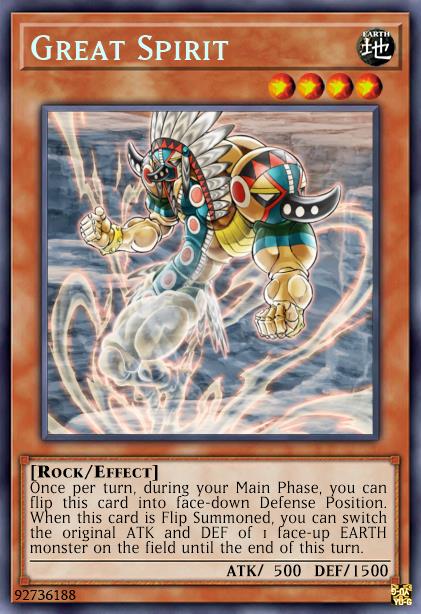 GREAT SPIRIT
EARTH
地
[ROCK/EFFECT]
Once per turn, during your Main Phase, you can
flip this card into face-down Defense Position.
When this card is Flip Summoned, you can switch
the original ATK and DEF of 1 face-up EARTH
monster on the field until the end of this turn.
ATK/ 500 DEF/1500
92736188